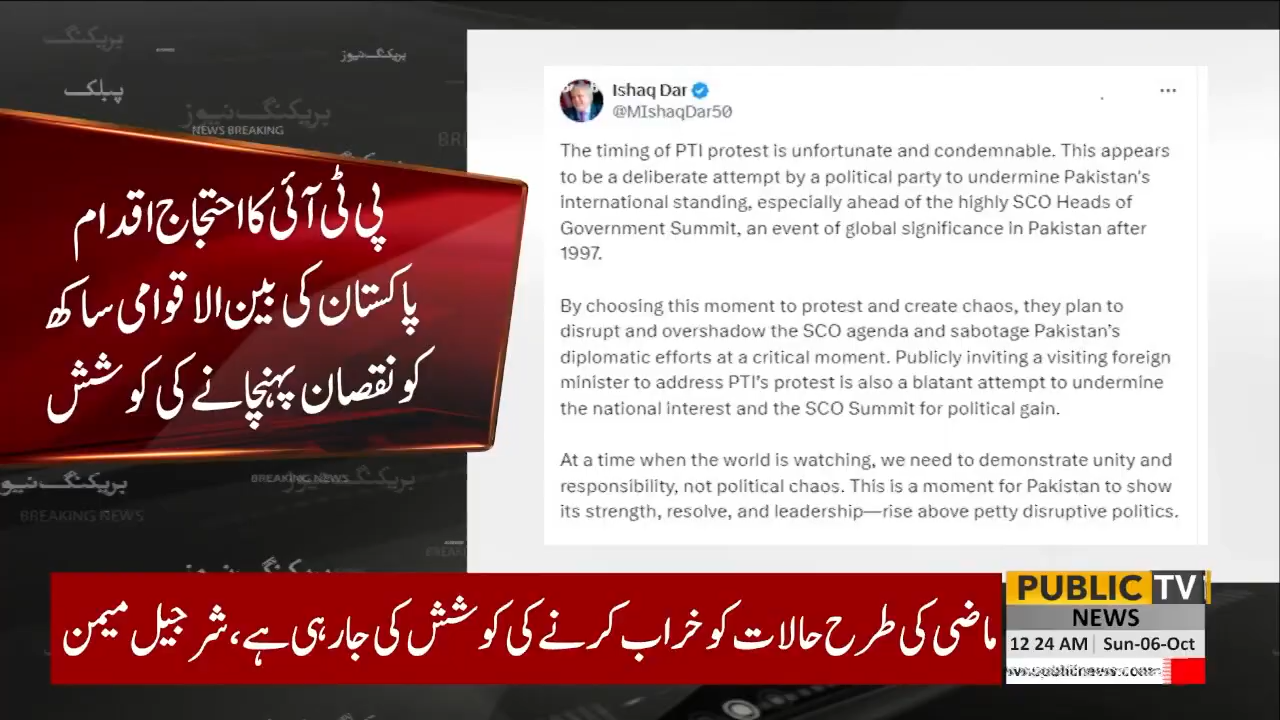 بریکنگ
بریکنگ نیوز
پبلک
بریکنگ نیوز
NEWS BREAKING
پی ٹی آئی کا احتجاج اقدام
پاکستان کی بین الاقوامی ساکھ
کو نقصان پہنچانے کی کوشش
بریکنگ نیوز
BREAKING NEWS
بریکنگ نیوز
BREAKING NEWS
Ishaq Dar
@MIshaqDar50
The timing of PTI protest is unfortunate and condemnable. This appears
to be a deliberate attempt by a political party to undermine Pakistan's
international standing, especially ahead of the highly SCO Heads of
Government Summit, an event of global significance in Pakistan after
1997.
By choosing this moment to protest and create chaos, they plan to
disrupt and overshadow the SCO agenda and sabotage Pakistan's
diplomatic efforts at a critical moment. Publicly inviting a visiting foreign
minister to address PTI's protest is also a blatant attempt to undermine
the national interest and the SCO Summit for political gain.
At a time when the world is watching, we need to demonstrate unity and
responsibility, not political chaos. This is a moment for Pakistan to show
its strength, resolve, and leadership—rise above petty disruptive politics.
ماضی کی طرح حالات کو خراب کرنے کی کوشش کی جارہی ہے، شرجیل میمن
PUBLIC TV
NEWS
12 24 AM Sun-06-Oct